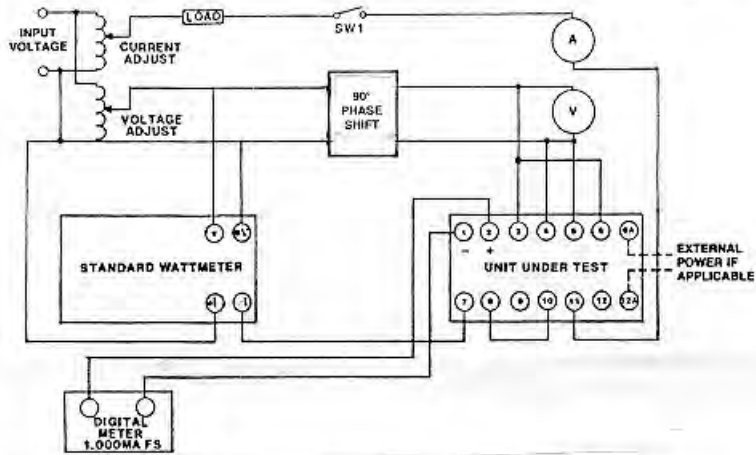 INPUT
VOLTAGE
CURRENT
ADJUST
LOAD
SW1
A
VOLTAGE
ADJUST
90°
PHASE
SHIFT
V
STANDARD WATTMETER
1
2
3
4
5
6
6A
-
+
UNIT UNDER TEST
7
8
9
10
11
12
12A
EXTERNAL
POWER IF
APPLICABLE
DIGITAL
METER
1.000MA FS